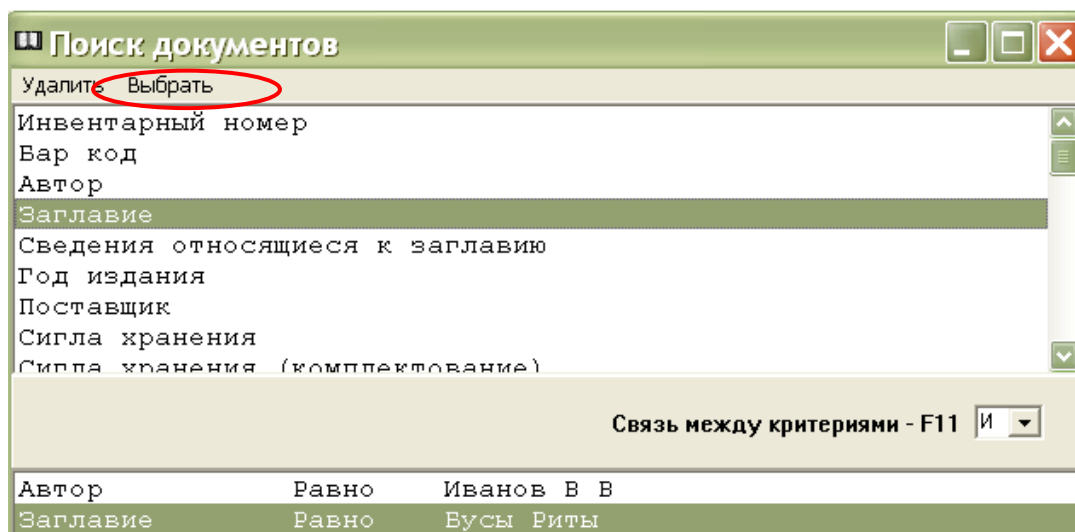 Поиск документов
Удалить Выбрать
Инвентарный номер
Бар код
Автор
Заглавие
Сведения относящиеся к заглавию
Год издания
Поставщик
Сигла хранения
Сигла хранения (комплектование)
Связь между критериями - F11 И
Автор Равно Иванов В В
Заглавие Равно Бусы Риты